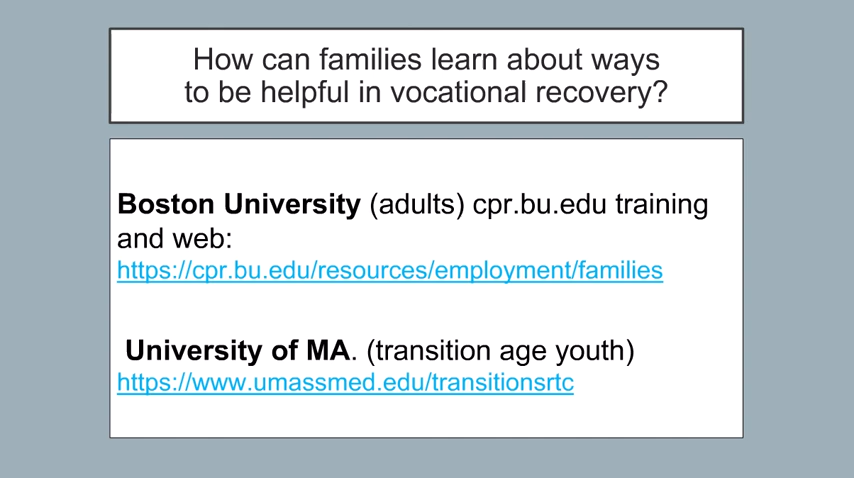 How can families learn about ways
to be helpful in vocational recovery?
Boston University (adults) cpr.bu.edu training
and web:
https://cpr.bu.edu/resources/employment/families
University of MA. (transition age youth)
https://www.umassmed.edu/transitionsrtc